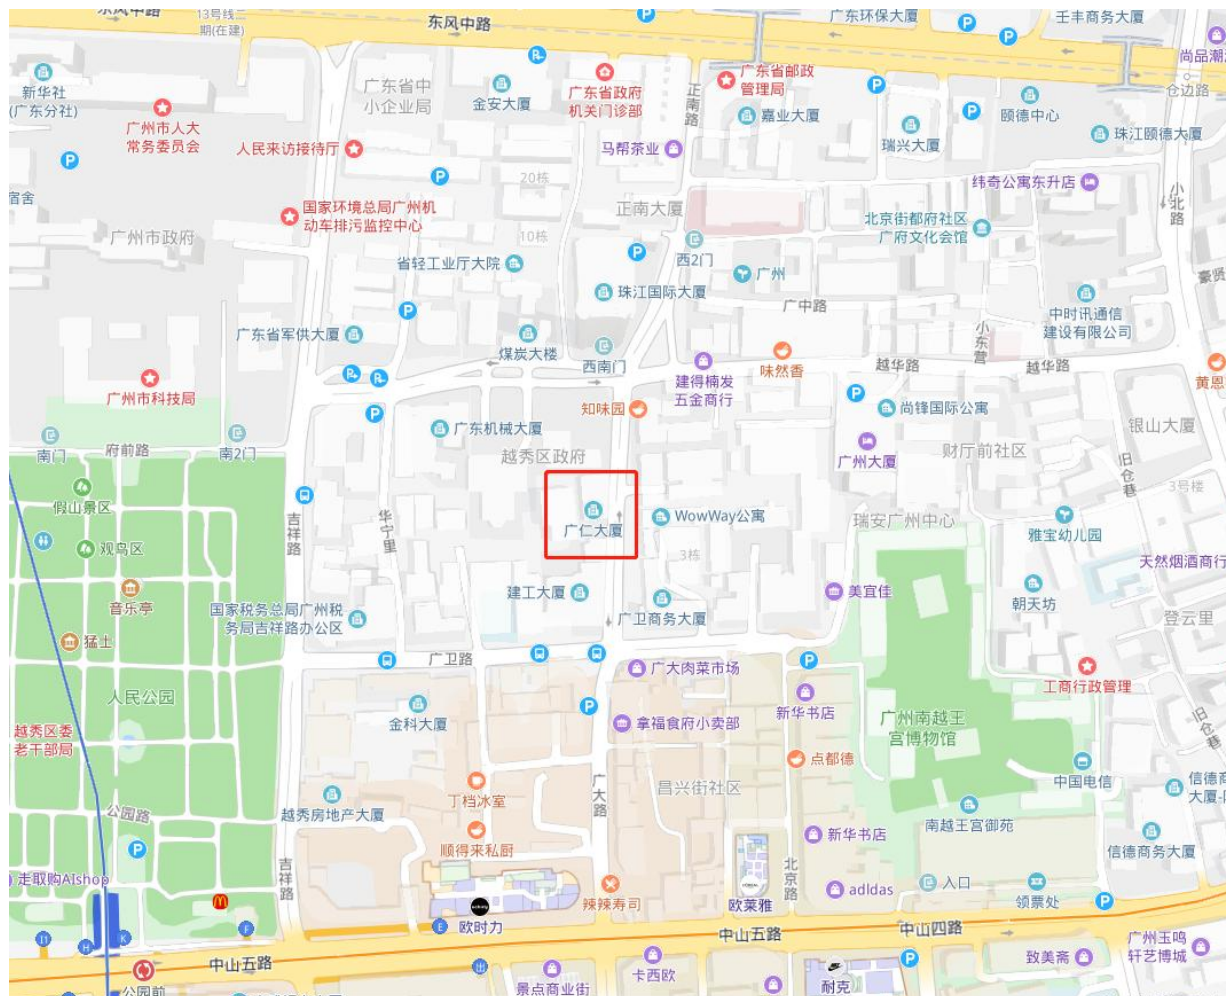 东风中路
13号线二
期(在建)
东风中路
广东环保大厦
壬丰商务大厦
尚品潮
新华社
(广东分社)
广州市人大
常务委员会
广东省中
小企业局
金安大厦
广东省政府
机关门诊部
正南路
广东省邮政
管理局
嘉业大厦
瑞兴大厦
颐德中心
仓边路
珠江颐德大厦
人民来访接待厅
马帮茶业
宿舍
20栋
纬奇公寓东升店
小北路
国家环境总局广州机
动车排污监控中心
正南大厦
北京街都府社区
广府文化会馆
广州市政府
10栋
西2门
省轻工业厅大院
广州
豪贤
珠江国际大厦
广中路
中时讯通信
建设有限公司
广东省军供大厦
煤炭大楼
西南门
小东营
越华路
越华路
味然香
建得楠发
五金商行
黄恩
广州市科技局
知味园
尚锋国际公寓
广东机械大厦
银山大厦
南门
府前路
南2门
越秀区政府
广州大厦
财厅前社区
旧仓巷
3号楼
假山景区
吉祥路
华宁里
广仁大厦
WowWay公寓
瑞安广州中心
雅宝幼儿园
观鸟区
3栋
天然烟酒商行
音乐亭
建工大厦
美宜佳
朝天坊
国家税务总局广州税
务局吉祥路办公区
广卫商务大厦
登云里
猛士
广卫路
广大肉菜市场
工商行政管理
人民公园
金科大厦
新华书店
广州南越王
宫博物馆
旧仓巷
越秀区委
老干部局
拿福食府小卖部
点都德
中国电信
广大路
昌兴街社区
信德商
大厦-
丁档冰室
公园路
越秀房地产大厦
南越王宫御苑
顺得来私厨
新华书店
信德商务大厦
吉祥路
北京路
走取购AIshop
辣辣寿司
欧莱雅
adldas
入口
领票处
欧时力
E
F
K
H
11
中山五路
中山四路
广州玉鸣
轩艺博城
中山五路
卡西欧
致美斋
公园前
出
景点商业街
耐克